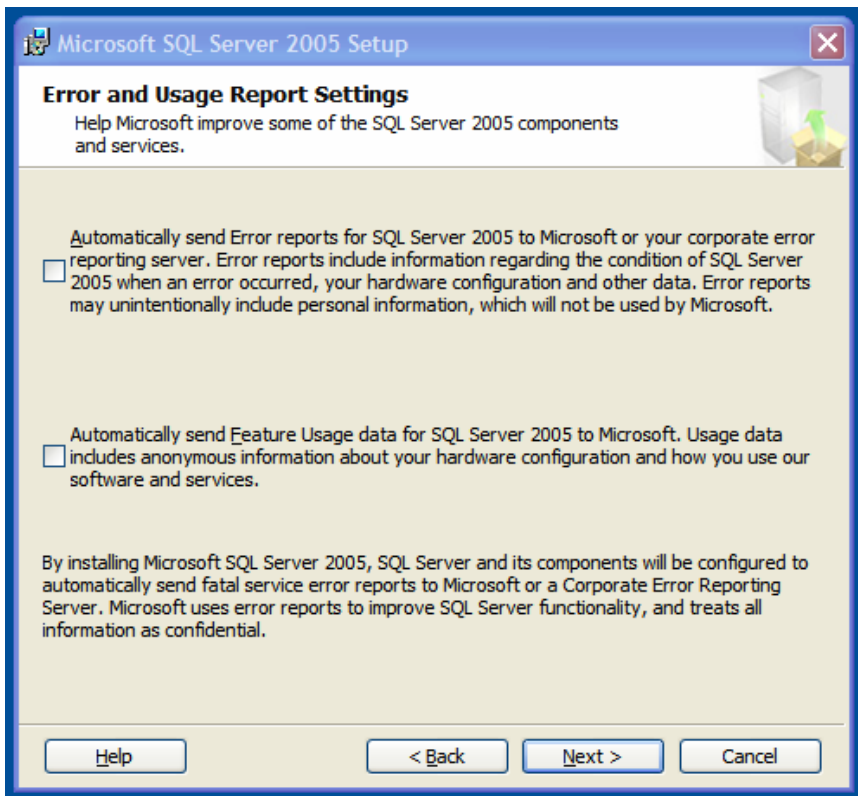 Microsoft SQL Server 2005 Setup
Error and Usage Report Settings
Help Microsoft improve some of the SQL Server 2005 components
and services.
Automatically send Error reports for SQL Server 2005 to Microsoft or your corporate error
reporting server. Error reports include information regarding the condition of SQL Server
2005 when an error occurred, your hardware configuration and other data. Error reports
may unintentionally include personal information, which will not be used by Microsoft.
Automatically send Feature Usage data for SQL Server 2005 to Microsoft. Usage data
includes anonymous information about your hardware configuration and how you use our
software and services.
By installing Microsoft SQL Server 2005, SQL Server and its components will be configured to
automatically send fatal service error reports to Microsoft or a Corporate Error Reporting
Server. Microsoft uses error reports to improve SQL Server functionality, and treats all
information as confidential.
Help < Back Next > Cancel